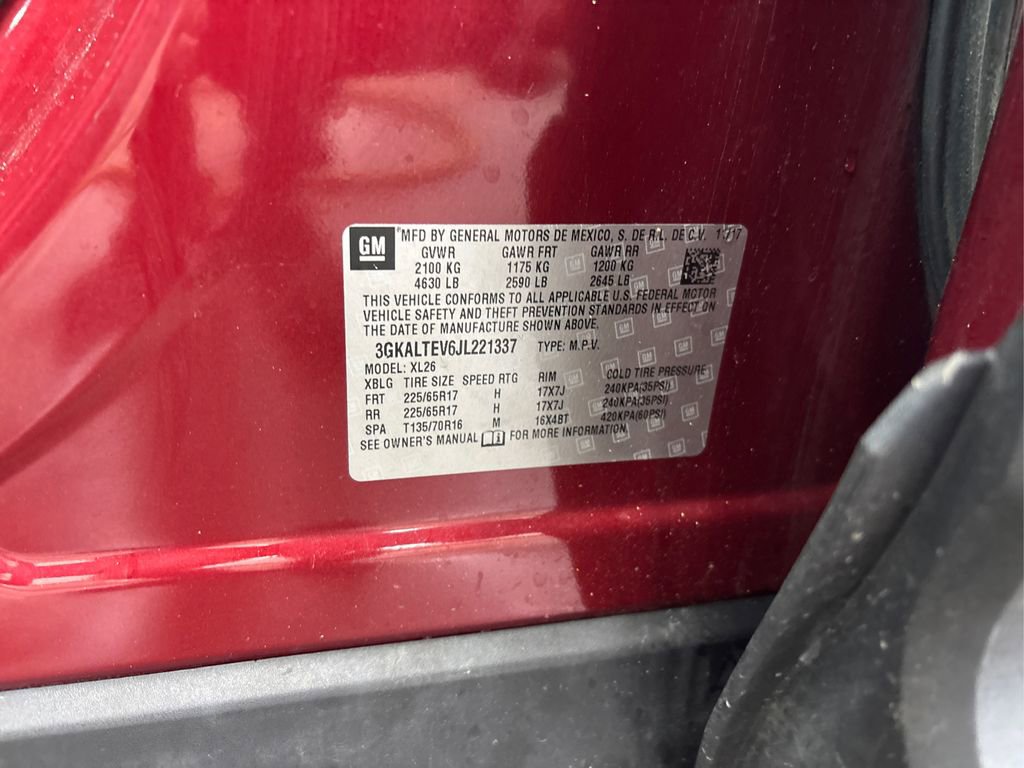 GM
MFD BY GENERAL MOTORS DE MEXICO, S. DE R.L. DE C.V.
GVWR GAWR FRT GAWR RR
2100 KG 1175 KG 1200 KG
4630 LB 2590 LB 2645 LB
THIS VEHICLE CONFORMS TO ALL APPLICABLE U.S. FEDERAL MOTOR
VEHICLE SAFETY AND THEFT PREVENTION STANDARDS IN EFFECT ON
THE DATE OF MANUFACTURE SHOWN ABOVE.
3GKALTEV6JL221337 TYPE: M.P.V.
MODEL: XL26
XBLG TIRE SIZE SPEED RTG RIM COLD TIRE PRESSURE
FRT 225/65R17 H 17X7J 240KPA(35PSI)
RR 225/65R17 H 17X7J 240KPA(35PSI)
SPA T135/70R16 M 16X4BT 420KPA(60PSI)
SEE OWNER'S MANUAL FOR MORE INFORMATION